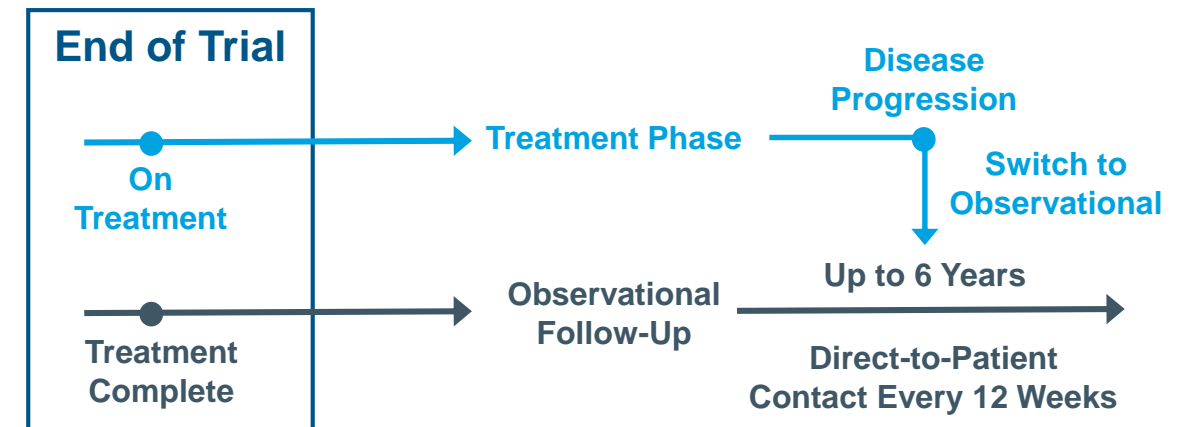 End of Trial
Disease
Progression
Treatment Phase
On
Treatment
Switch to
Observational
Up to 6 Years
Observational
Follow-Up
Treatment
Complete
Direct-to-Patient
Contact Every 12 Weeks